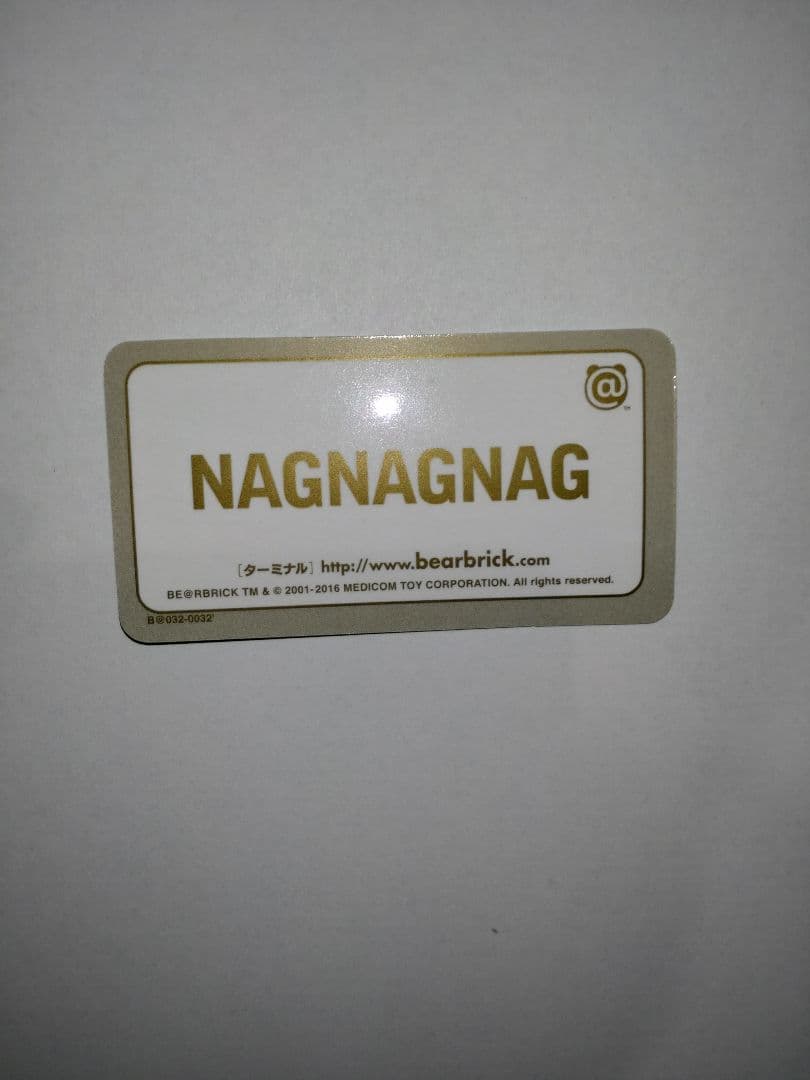 @
TM
NAGNAGNAG
［ターミナル］ http://www.bearbrick.com
BE@RBRICK TM & © 2001-2016 MEDICOM TOY CORPORATION. All rights reserved.
B@032-0032